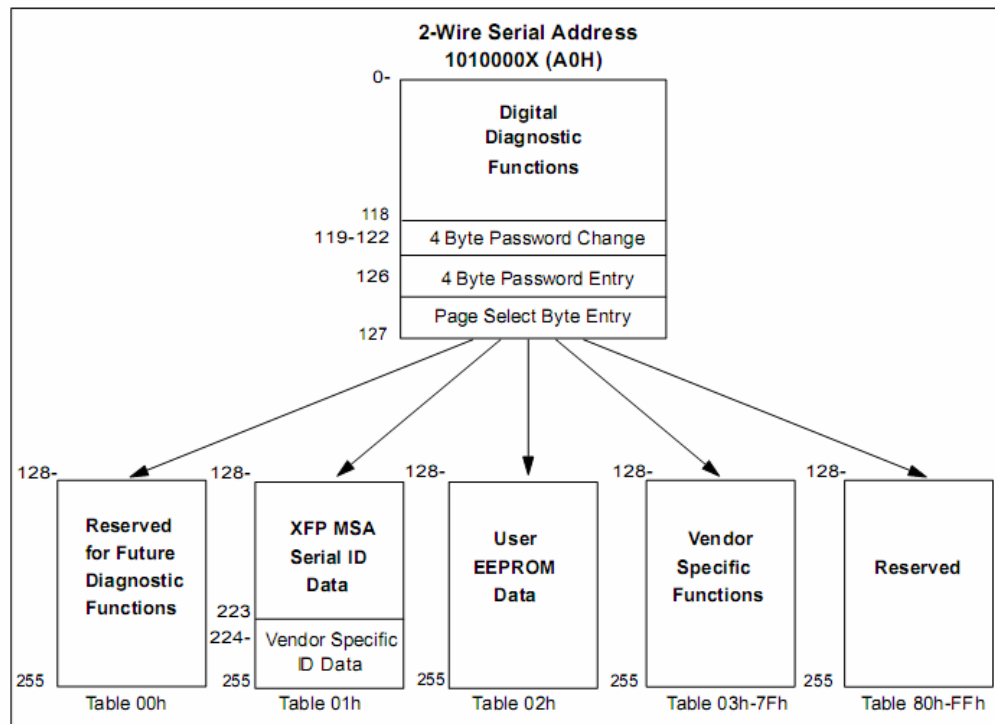 2-Wire Serial Address
1010000X (A0H)
0-
Digital
Diagnostic
Functions
118
119-122
4 Byte Password Change
126
4 Byte Password Entry
Page Select Byte Entry
127
128-
Reserved
for Future
Diagnostic
Functions
255
Table 00h
128-
XFP MSA
Serial ID
Data
223
224-
Vendor Specific
ID Data
255
Table 01h
128-
User
EEPROM
Data
255
Table 02h
128-
Vendor
Specific
Functions
255
Table 03h-7Fh
128-
Reserved
255
Table 80h-FFh